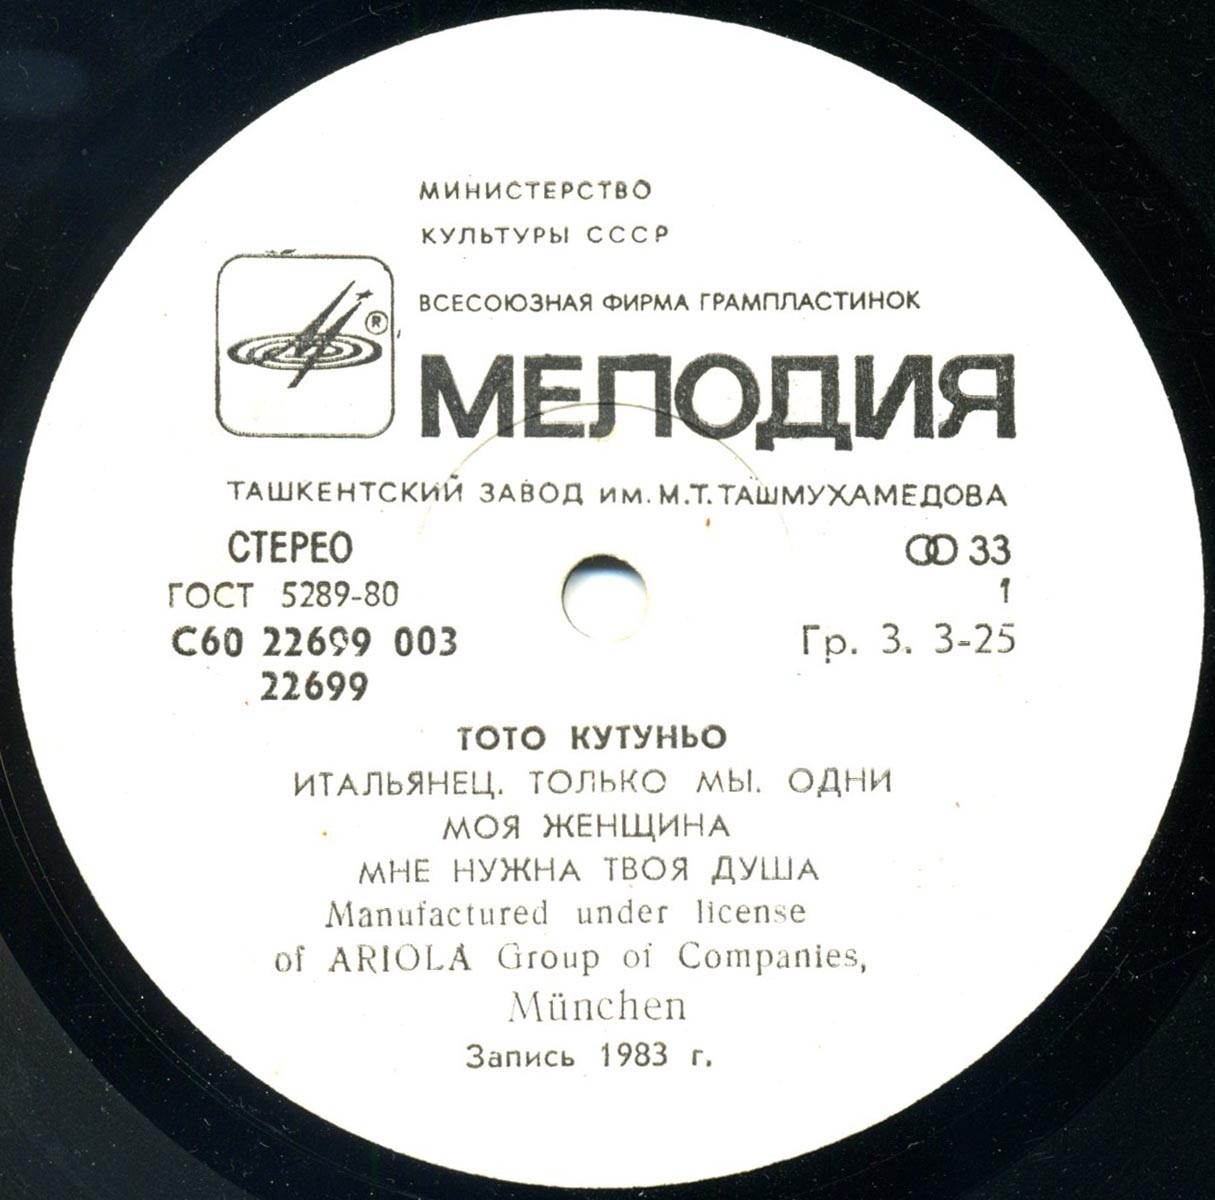 МИНИСТЕРСТВО
КУЛЬТУРЫ СССР
ВСЕСОЮЗНАЯ ФИРМА ГРАМПЛАСТИНОК
®
МЕЛОДИЯ
ТАШКЕНТСКИЙ ЗАВОД ИМ. М.Т. ТАШМУХАМЕДОВА
СТЕРЕО 33
ГОСТ 5289-80 1
С60 22699 003 Гр. 3. 3-25
22699
ТОТО КУТУНЬО
ИТАЛЬЯНЕЦ. ТОЛЬКО МЫ. ОДНИ
МОЯ ЖЕНЩИНА
МНЕ НУЖНА ТВОЯ ДУША
Manufactured under license
of ARIOLA Group of Companies,
München
Запись 1983 г.